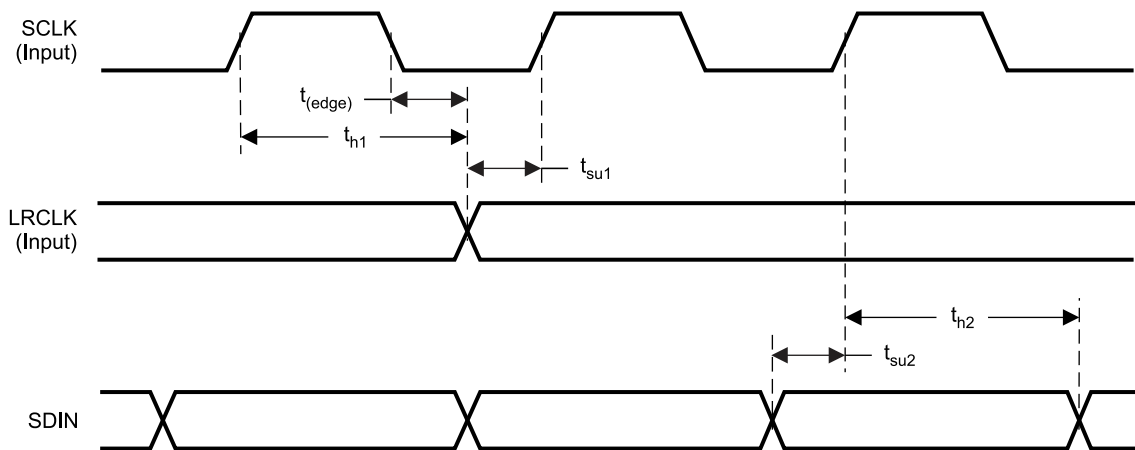 SCLK
(Input)
t(edge)
th1
tsu1
LRCLK
(Input)
th2
tsu2
SDIN